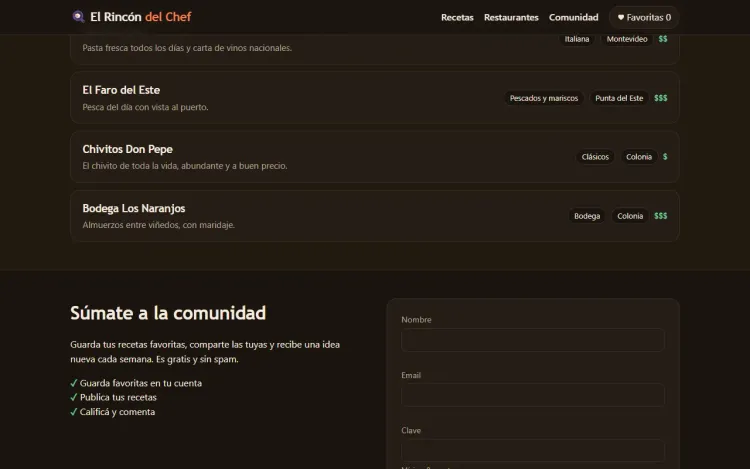 El Rincón del Chef
Recetas Restaurantes Comunidad ♥ Favoritas 0
Pasta fresca todos los días y carta de vinos nacionales.
Italiana Montevideo $$
El Faro del Este
Pesca del día con vista al puerto.
Pescados y mariscos Punta del Este $$$
Chivitos Don Pepe
El chivito de toda la vida, abundante y a buen precio.
Clásicos Colonia $
Bodega Los Naranjos
Almuerzos entre viñedos, con maridaje.
Bodega Colonia $$$
Súmate a la comunidad
Guarda tus recetas favoritas, comparte las tuyas y recibe una idea
nueva cada semana. Es gratis y sin spam.
✓ Guarda favoritas en tu cuenta
✓ Publica tus recetas
✓ Calificá y comenta
Nombre
Email
Clave